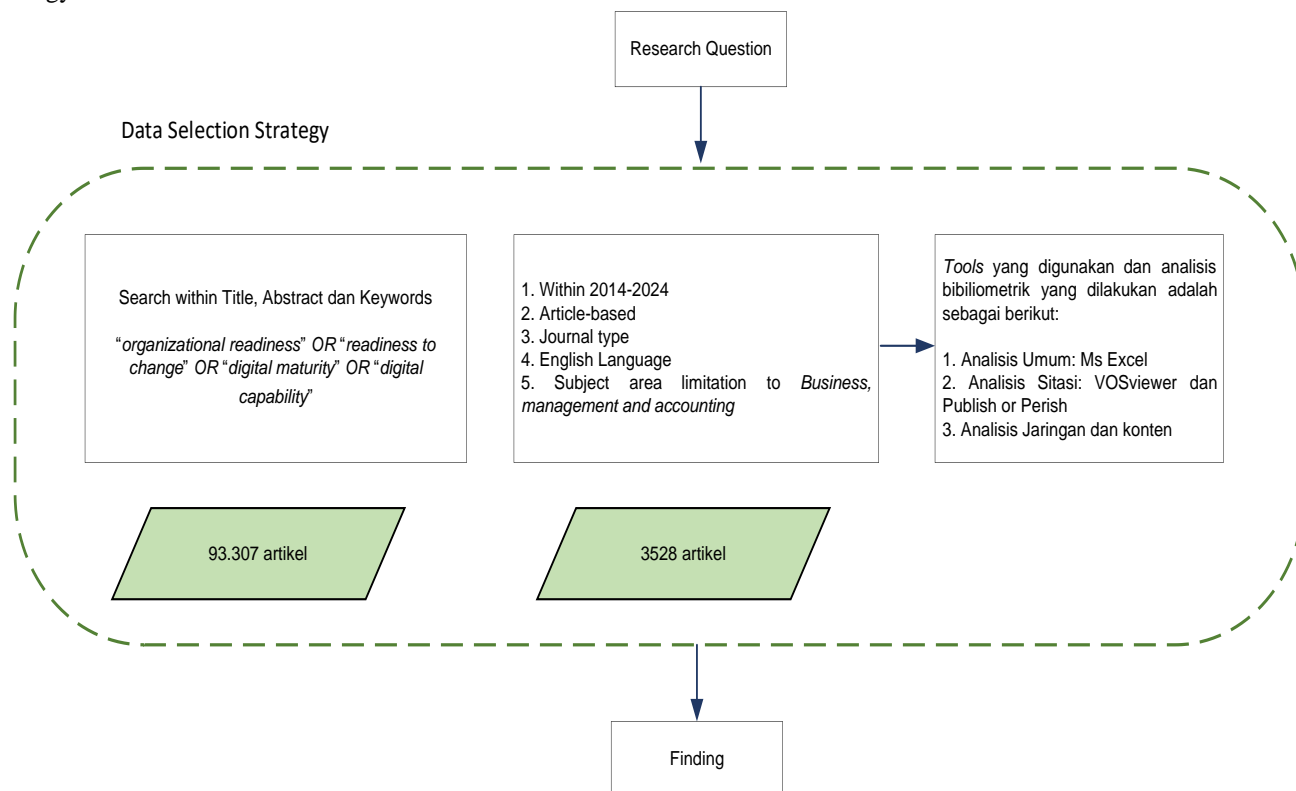 gy
Research Question
Data Selection Strategy
Search within Title, Abstract dan Keywords
“organizational readiness” OR “readiness to
change” OR “digital maturity” OR “digital
capability”
1. Within 2014-2024
2. Article-based
3. Journal type
4. English Language
5. Subject area limitation to Business,
management and accounting
Tools yang digunakan dan analisis
bibiliometrik yang dilakukan adalah
sebagai berikut:
1. Analisis Umum: Ms Excel
2. Analisis Sitasi: VOSviewer dan
Publish or Perish
3. Analisis Jaringan dan konten
93.307 artikel
3528 artikel
Finding